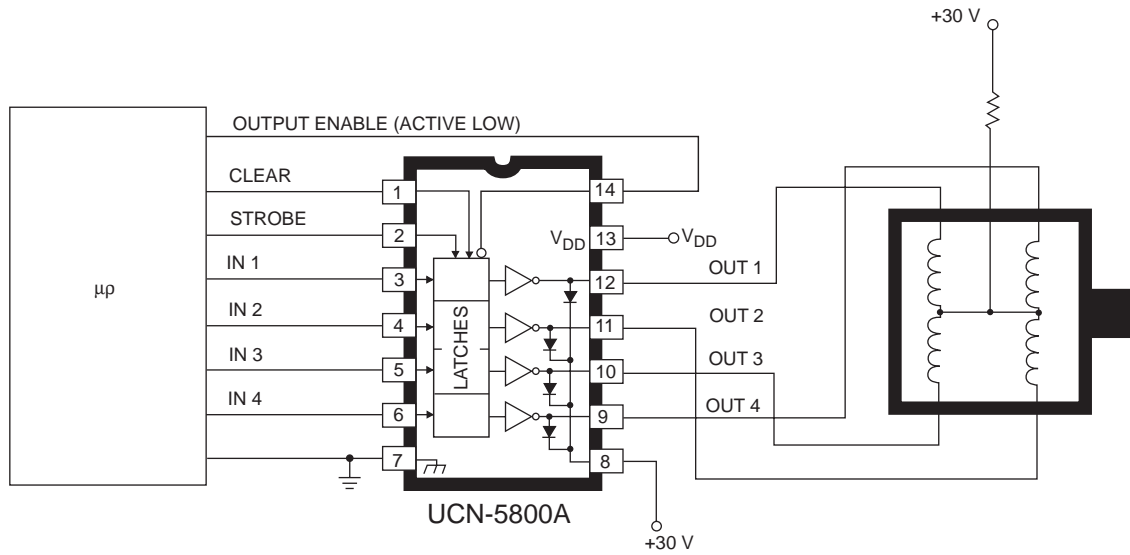 +30 V
OUTPUT ENABLE (ACTIVE LOW)
CLEAR
1
14
STROBE
2
VDD
13
VDD
IN 1
3
12
OUT 1
μρ
IN 2
4
LATCHES
11
OUT 2
IN 3
5
10
OUT 3
IN 4
6
9
OUT 4
7
8
UCN-5800A
+30 V